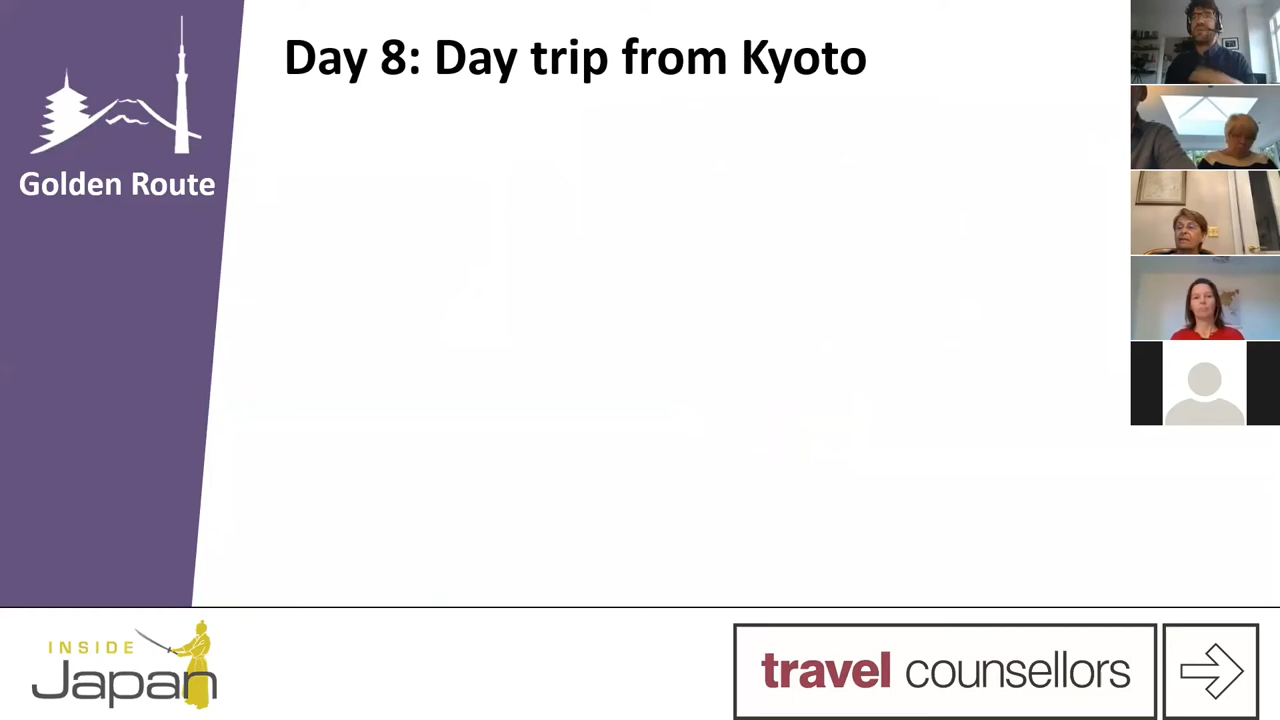 Day 8: Day trip from Kyoto
Golden Route
INSIDE
Japan
travel counsellors